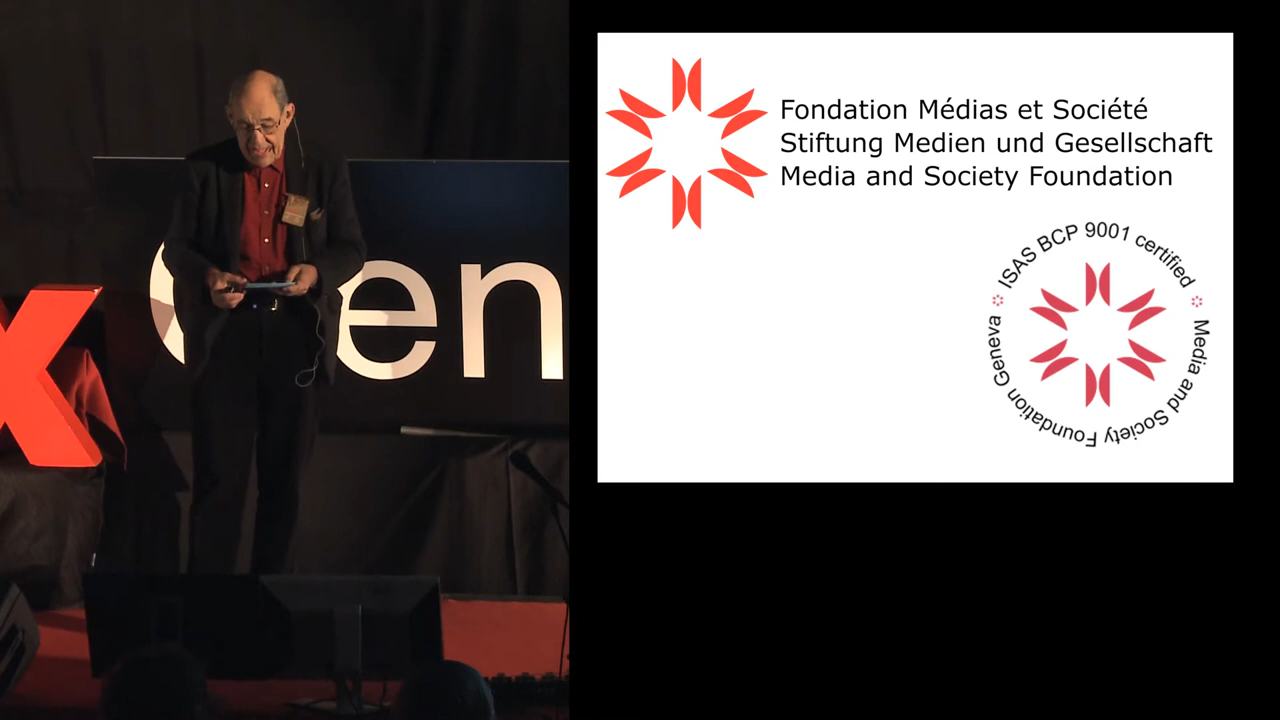 x
Gen
Fondation Médias et Société
Stiftung Medien und Gesellschaft
Media and Society Foundation
ISAS BCP 9001 certified
Media and Society Foundation Geneva